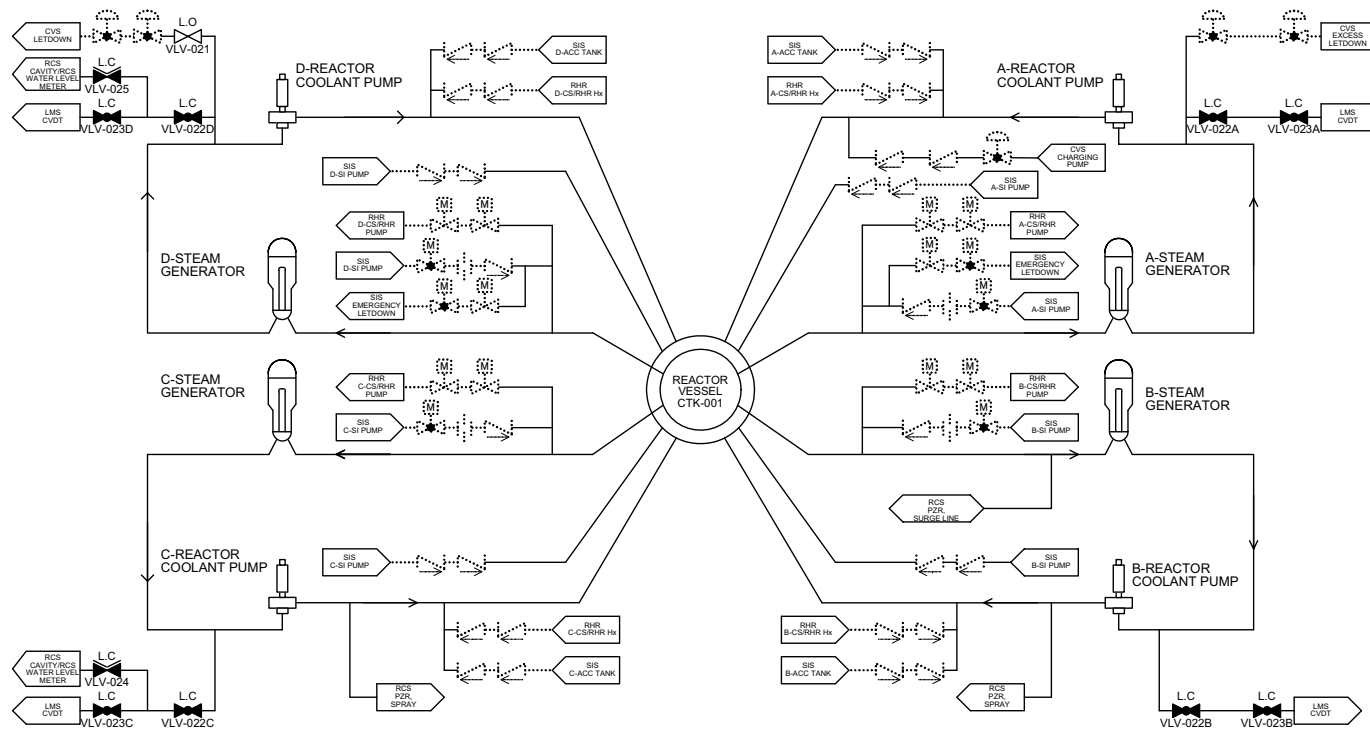 CVS
LETDOWN
L.O
VLV-021
RCS
CAVITY/RCS
WATER LEVEL
METER
L.C
VLV-025
LMS
CVDT
L.C
VLV-023D
L.C
VLV-022D
D-REACTOR
COOLANT PUMP
SIS
D-ACC TANK
RHR
D-CS/RHR Hx
SIS
D-SI PUMP
M
M
RHR
D-CS/RHR
PUMP
M
SIS
D-SI PUMP
M
M
SIS
EMERGENCY
LETDOWN
D-STEAM
GENERATOR
SIS
A-ACC TANK
RHR
A-CS/RHR Hx
A-REACTOR
COOLANT PUMP
CVS
EXCESS
LETDOWN
L.C
VLV-022A
L.C
VLV-023A
LMS
CVDT
CVS
CHARGING
PUMP
SIS
A-SI PUMP
M
M
RHR
A-CS/RHR
PUMP
M
M
SIS
EMERGENCY
LETDOWN
M
SIS
A-SI PUMP
A-STEAM
GENERATOR
REACTOR
VESSEL
CTK-001
C-STEAM
GENERATOR
M
M
RHR
C-CS/RHR
PUMP
M
SIS
C-SI PUMP
M
M
RHR
B-CS/RHR
PUMP
M
SIS
B-SI PUMP
B-STEAM
GENERATOR
RCS
PZR,
SURGE LINE
C-REACTOR
COOLANT PUMP
SIS
C-SI PUMP
RHR
C-CS/RHR Hx
SIS
C-ACC TANK
RCS
PZR,
SPRAY
RCS
CAVITY/RCS
WATER LEVEL
METER
L.C
VLV-024
LMS
CVDT
L.C
VLV-023C
L.C
VLV-022C
SIS
B-SI PUMP
B-REACTOR
COOLANT PUMP
RHR
B-CS/RHR Hx
SIS
B-ACC TANK
RCS
PZR,
SPRAY
L.C
VLV-022B
L.C
VLV-023B
LMS
CVDT